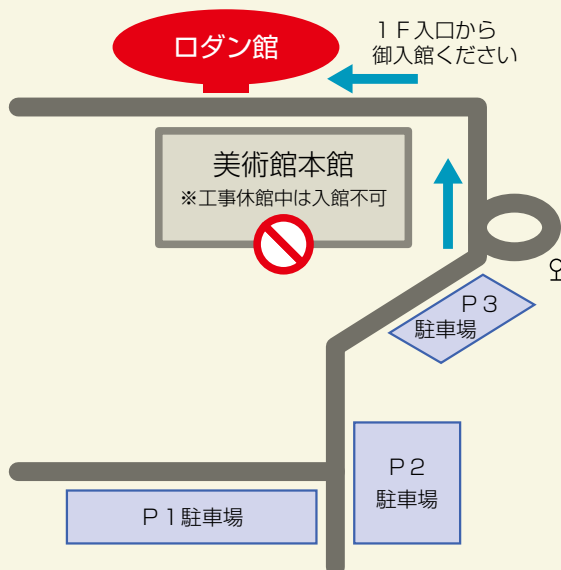 ロダン館
1F入口から
御入館ください
美術館本館
※工事休館中は入館不可
P3
駐車場
P2
駐車場
P1駐車場